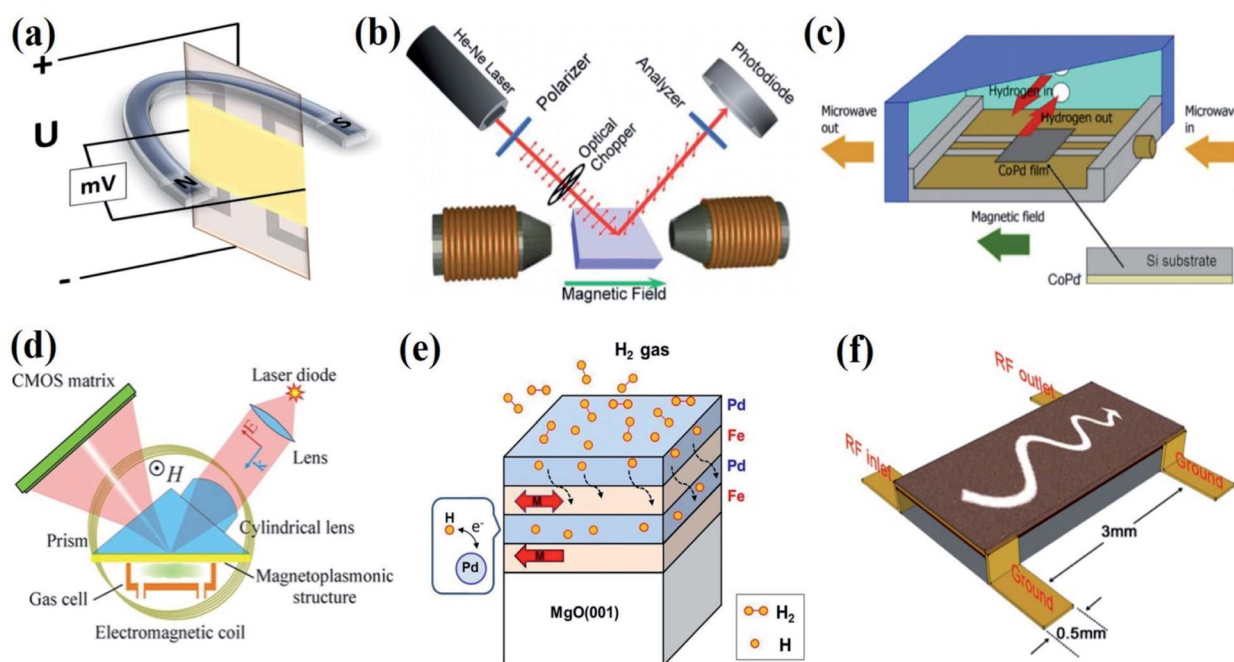 (a)
+
U
mV
-
N
S
(b)
He-Ne Laser
Polarizer
Optical
Chopper
Analyzer
Photodiode
Magnetic Field
(c)
Microwave
out
Hydrogen in
Hydrogen out
CoPd film
Microwave
in
Magnetic field
Si substrate
CoPd
(d)
CMOS matrix
Laser diode
E
k
Lens
H
Cylindrical lens
Prism
Magnetoplasmonic
structure
Gas cell
Electromagnetic coil
(e)
H₂ gas
Pd
Fe
Pd
Fe
M
H
e⁻
Pd
M
MgO(001)
H₂
H
(f)
RF outlet
RF inlet
Ground
3mm
Ground
0.5mm